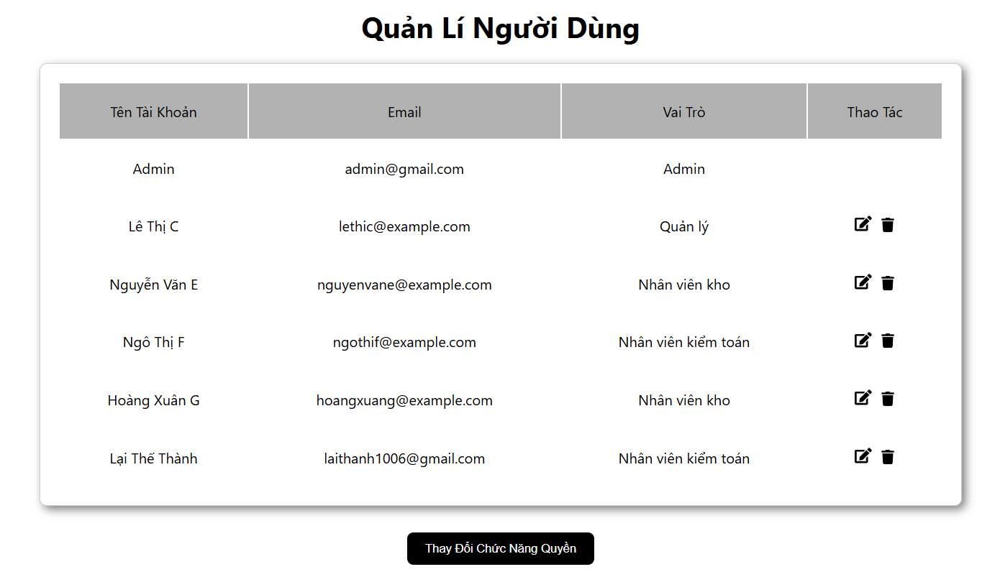 Quản Lí Người Dùng
Tên Tài Khoản Email Vai Trò Thao Tác
Admin admin@gmail.com Admin
Lê Thị C lethic@example.com Quản lý
Nguyễn Văn E nguyenvane@example.com Nhân viên kho
Ngô Thị F ngothif@example.com Nhân viên kiểm toán
Hoàng Xuân G hoangxuang@example.com Nhân viên kho
Lại Thế Thành laithanh1006@gmail.com Nhân viên kiểm toán
Thay Đổi Chức Năng Quyền